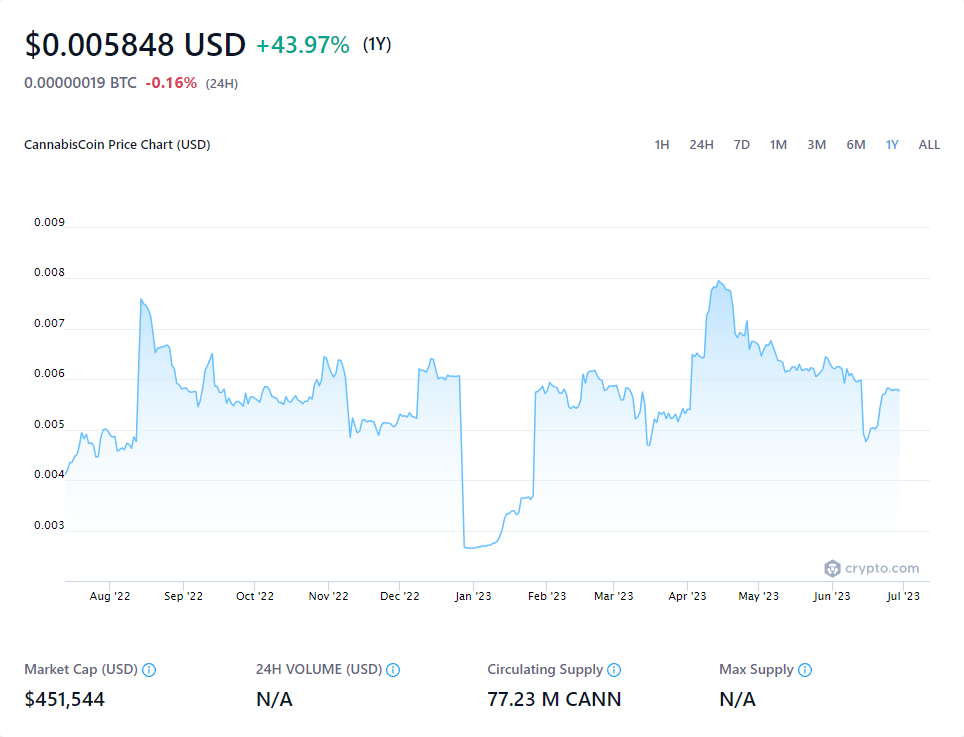 $0.005848 USD +43.97% (1Y)
0.00000019 BTC -0.16% (24H)
CannabisCoin Price Chart (USD) 1H 24H 7D 1M 3M 6M 1Y ALL
0.009
0.008
0.007
0.006
0.005
0.004
0.003
crypto.com
Aug '22 Sep '22 Oct '22 Nov '22 Dec '22 Jan '23 Feb '23 Mar '23 Apr '23 May '23 Jun '23 Jul '23
Market Cap (USD) 24H VOLUME (USD) Circulating Supply Max Supply
$451,544 N/A 77.23 M CANN N/A